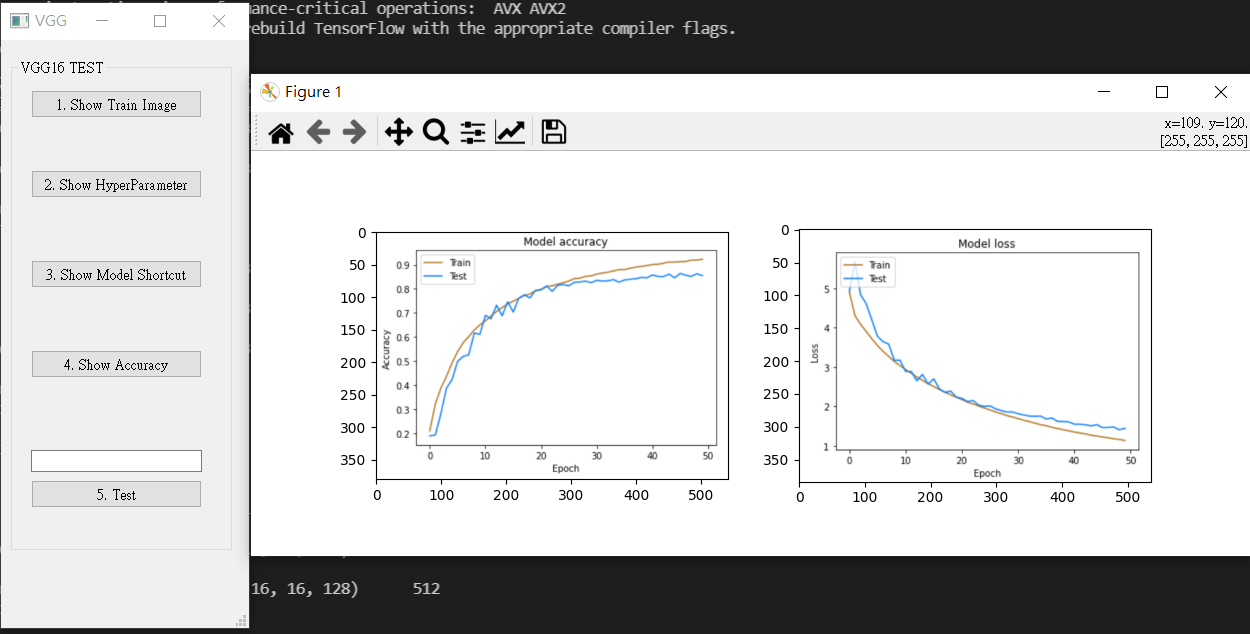 mance-critical operations:  AVX AVX2
rebuild TensorFlow with the appropriate compiler flags.
VGG
VGG16 TEST
1. Show Train Image
2. Show HyperParameter
3. Show Model Shortcut
4. Show Accuracy
5. Test
Figure 1
x=109. y=120.
[255, 255, 255]
Model accuracy
Train
Test
Accuracy
0.9
0.8
0.7
0.6
0.5
0.4
0.3
0.2
0 10 20 30 40 50
Epoch
0
50
100
150
200
250
300
350
0 100 200 300 400 500
Model loss
Train
Test
Loss
5
4
3
2
1
0 10 20 30 40 50
Epoch
0
50
100
150
200
250
300
350
0 100 200 300 400 500
16, 16, 128)      512